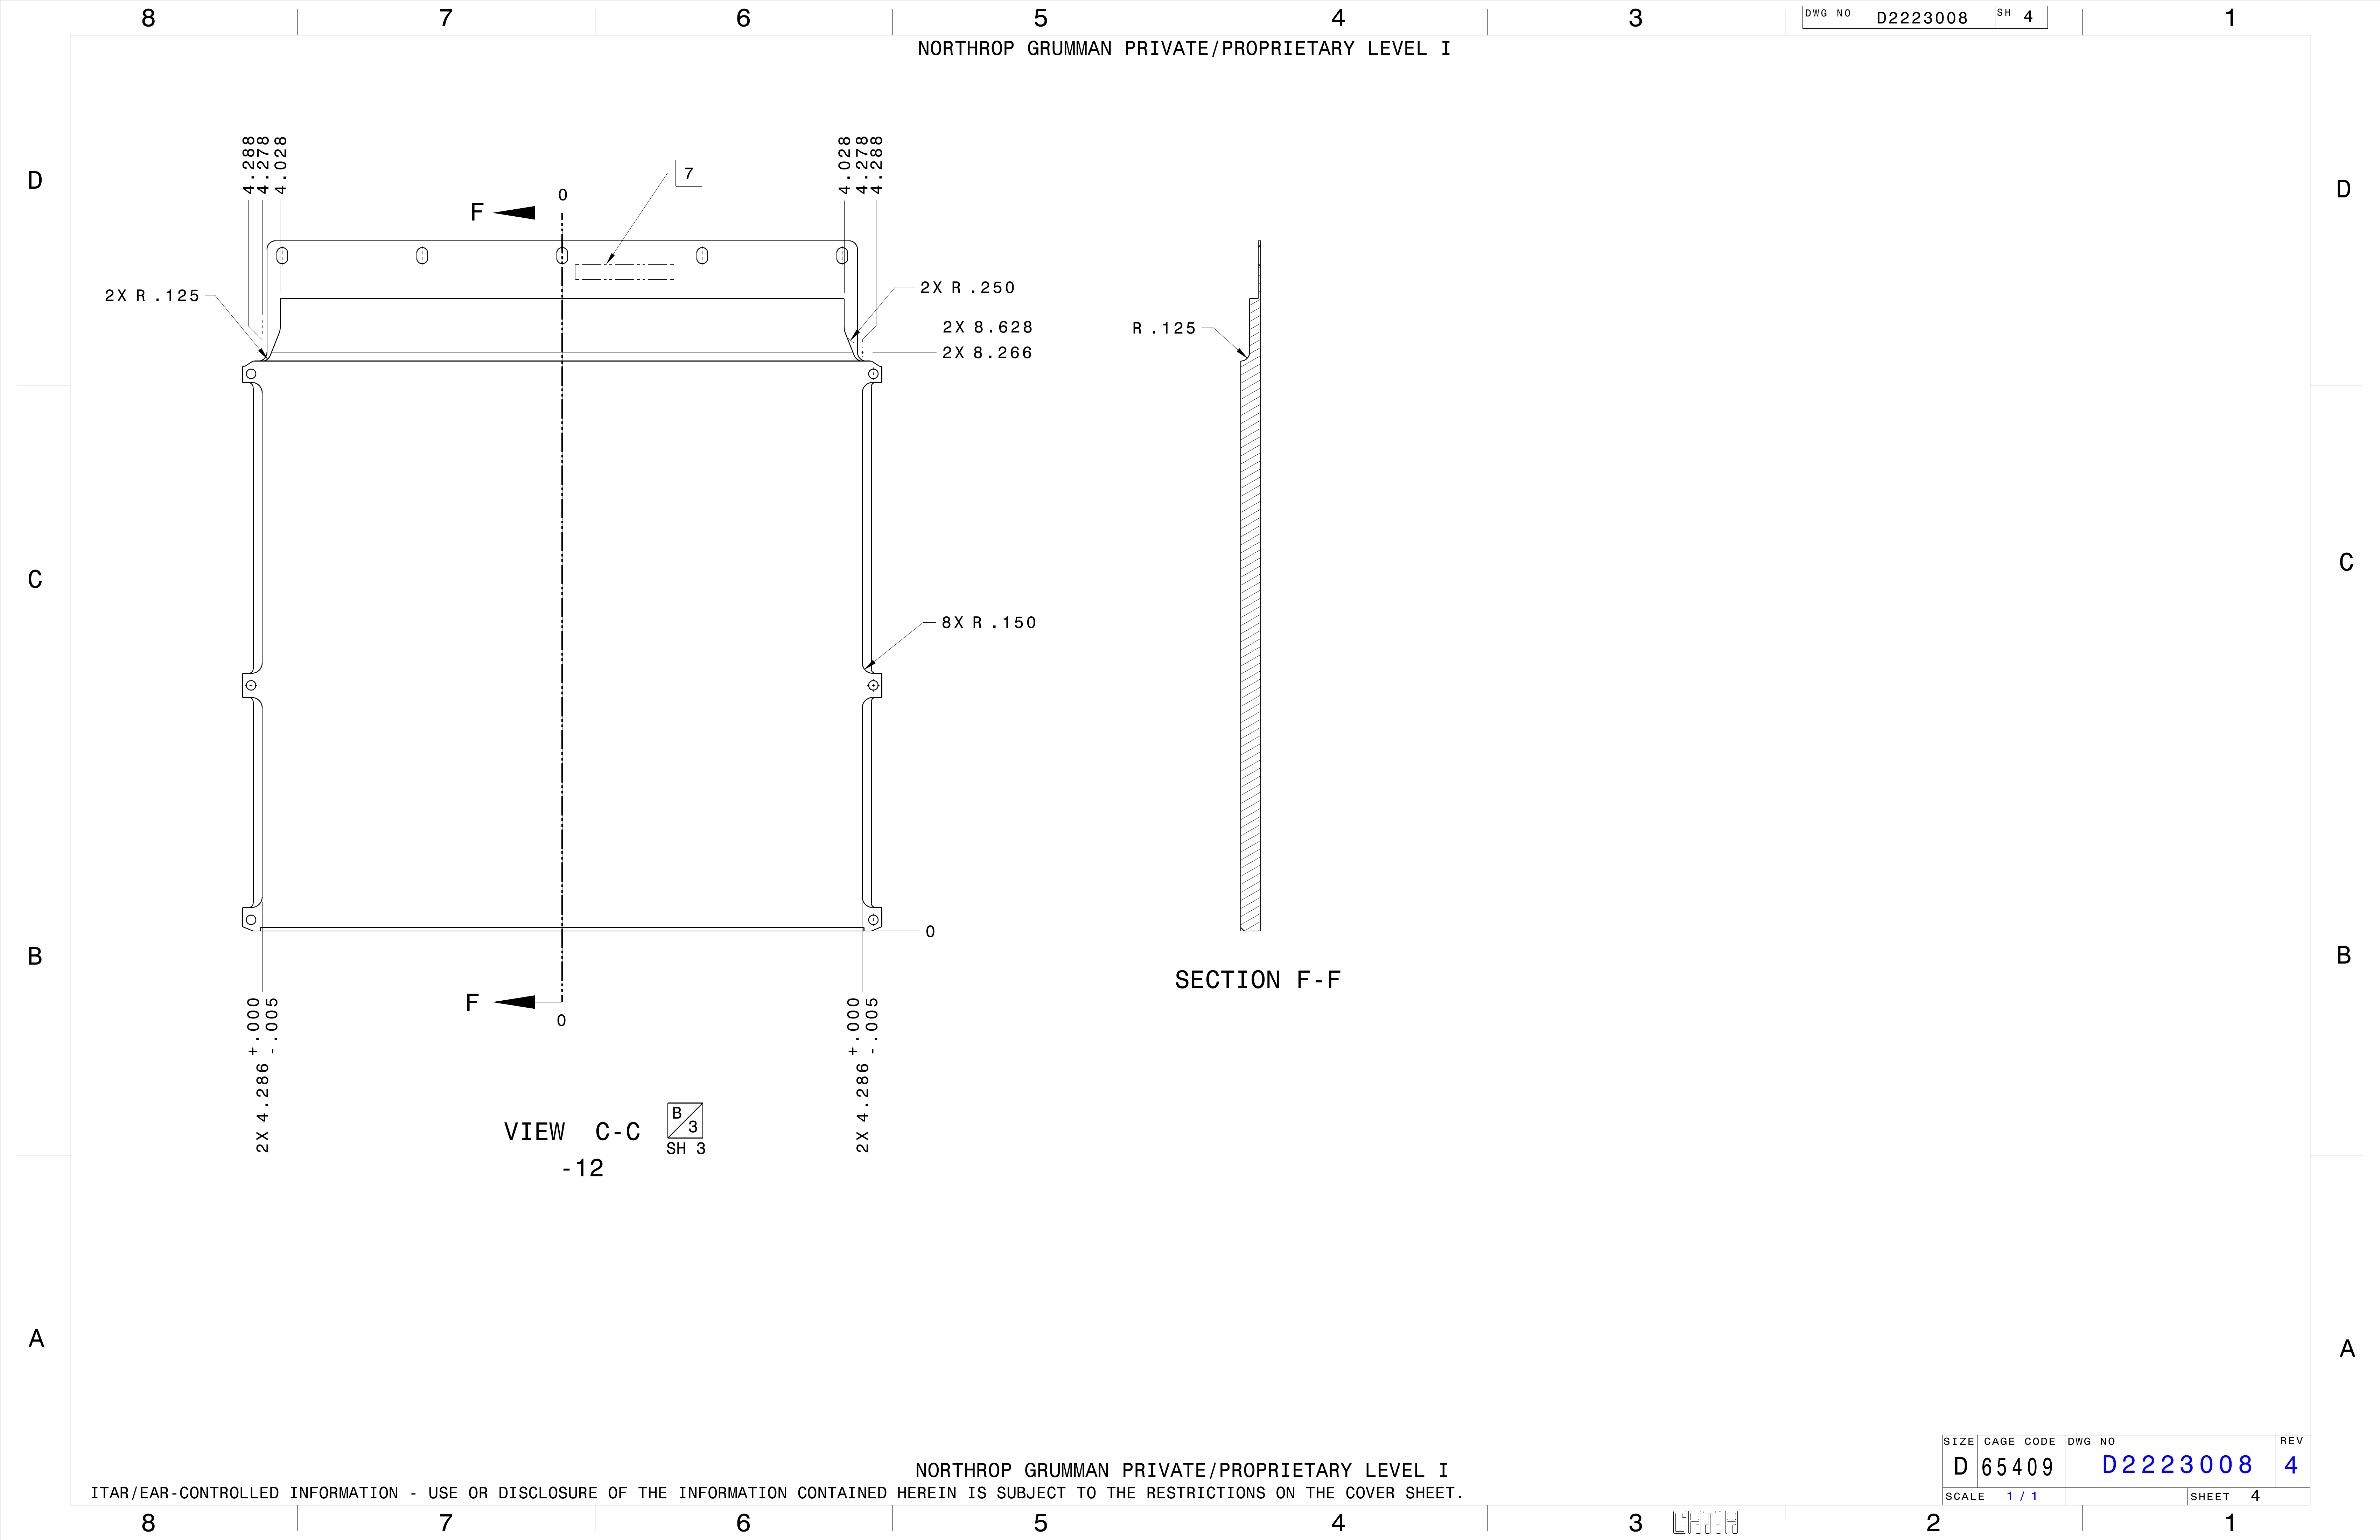 8 7 6 5 4 3 DWG NO D2223008 SH 4 1
NORTHROP GRUMMAN PRIVATE/PROPRIETARY LEVEL I
4.288
4.278
4.028
4.028
4.278
4.288
7
D
D
0
F
2X R .125
2X R .250
2X 8.628
R .125
2X 8.266
C
C
8X R .150
0
B
B
SECTION F-F
F
0
2X 4.286 +.000 -.005
2X 4.286 +.000 -.005
VIEW C-C
B
3
SH 3
-12
A
A
SIZE CAGE CODE DWG NO REV
D 65409 D2223008 4
SCALE 1 / 1 SHEET 4
NORTHROP GRUMMAN PRIVATE/PROPRIETARY LEVEL I
ITAR/EAR-CONTROLLED INFORMATION - USE OR DISCLOSURE OF THE INFORMATION CONTAINED HEREIN IS SUBJECT TO THE RESTRICTIONS ON THE COVER SHEET.
8 7 6 5 4 3 CATIA 2 1